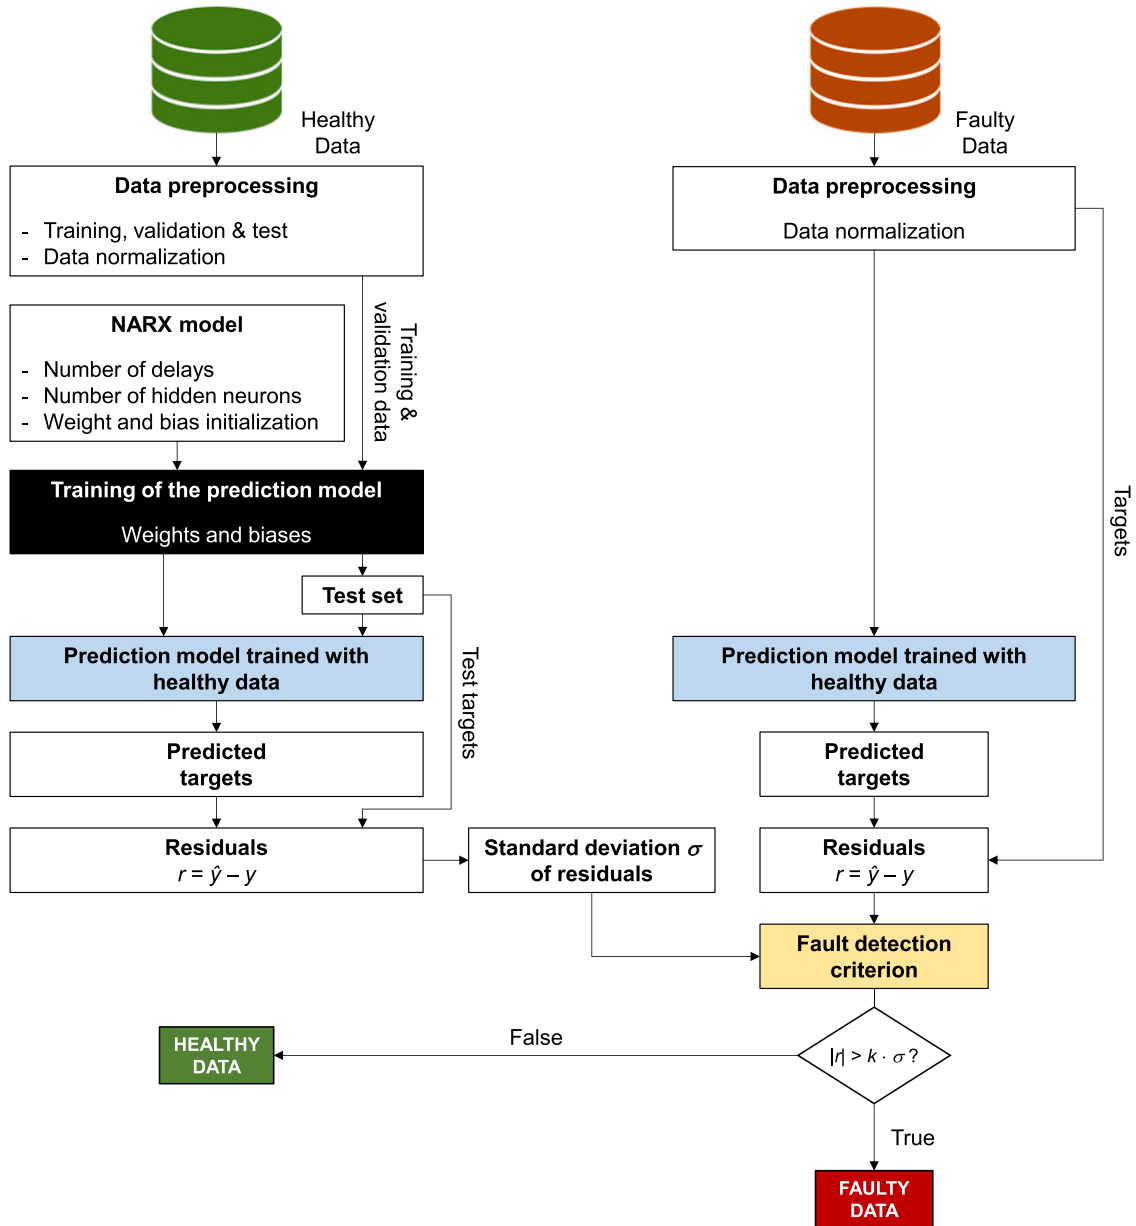 Healthy
Data
Data preprocessing
- Training, validation & test
- Data normalization
NARX model
- Number of delays
- Number of hidden neurons
- Weight and bias initialization
Training &
validation data
Training of the prediction model
Weights and biases
Test set
Test targets
Prediction model trained with
healthy data
Predicted
targets
Residuals
r = ŷ – y
Standard deviation σ
of residuals
Faulty
Data
Data preprocessing
Data normalization
Targets
Prediction model trained with
healthy data
Predicted
targets
Residuals
r = ŷ – y
Fault detection
criterion
|r| > k · σ ?
False
HEALTHY
DATA
True
FAULTY
DATA